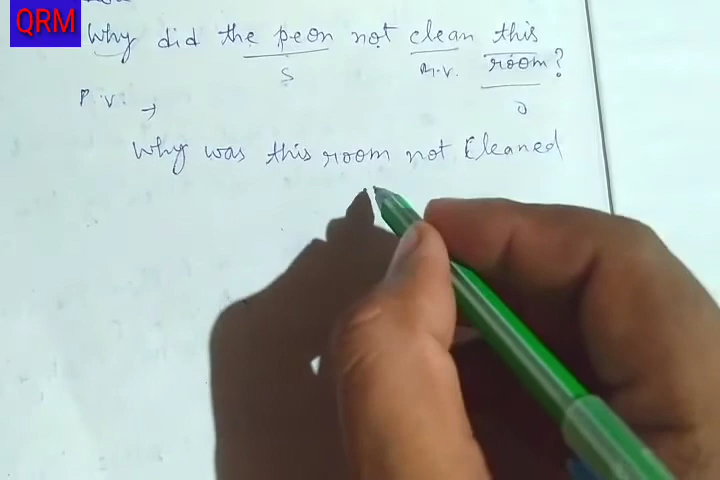 QRM
Why did the peon not clean this
room?
S
M.V.
O
P.V. →
Why was this room not Cleaned